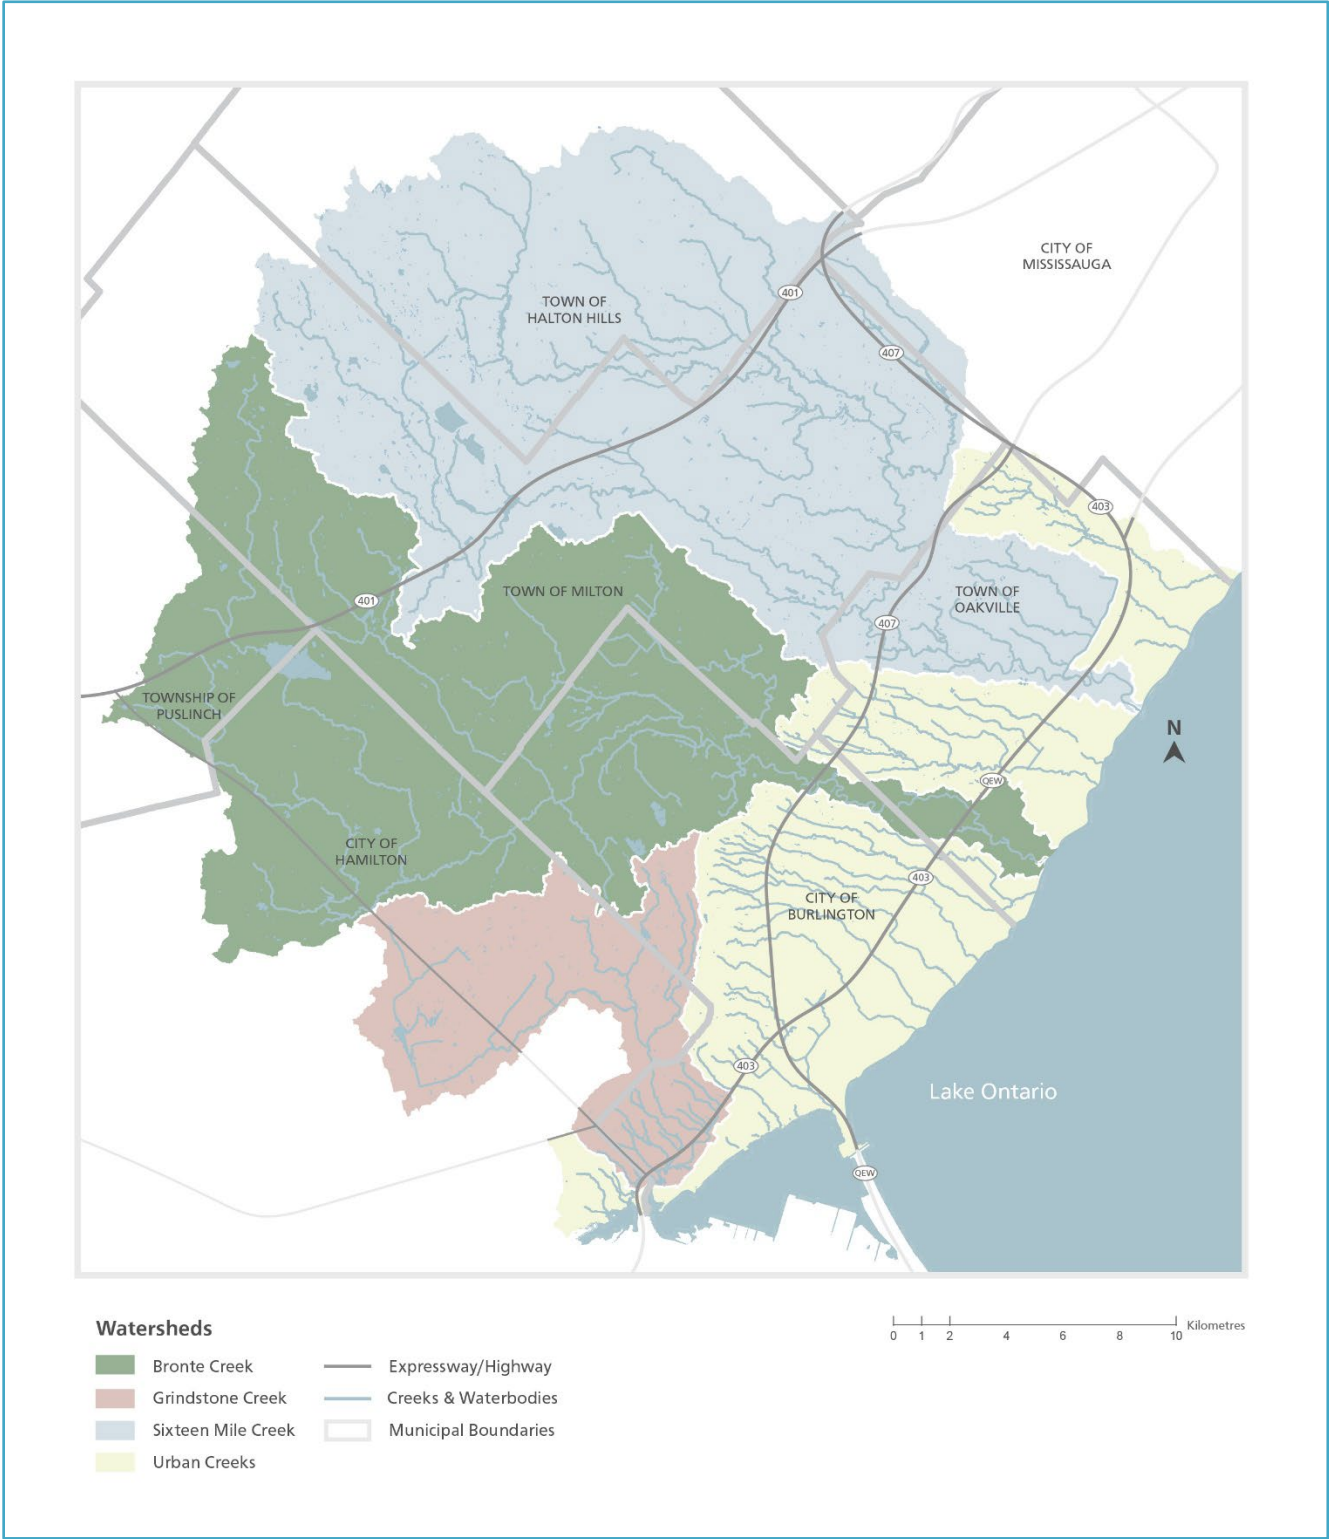 CITY OF
MISSISSAUGA
401
TOWN OF
HALTON HILLS
407
403
TOWN OF MILTON
TOWN OF
OAKVILLE
401
407
TOWNSHIP OF
PUSLINCH
N
QEW
CITY OF
HAMILTON
403
CITY OF
BURLINGTON
403
Lake Ontario
QEW
Watersheds
Bronte Creek
Grindstone Creek
Sixteen Mile Creek
Urban Creeks
Expressway/Highway
Creeks & Waterbodies
Municipal Boundaries
Kilometres
0 1 2 4 6 8 10